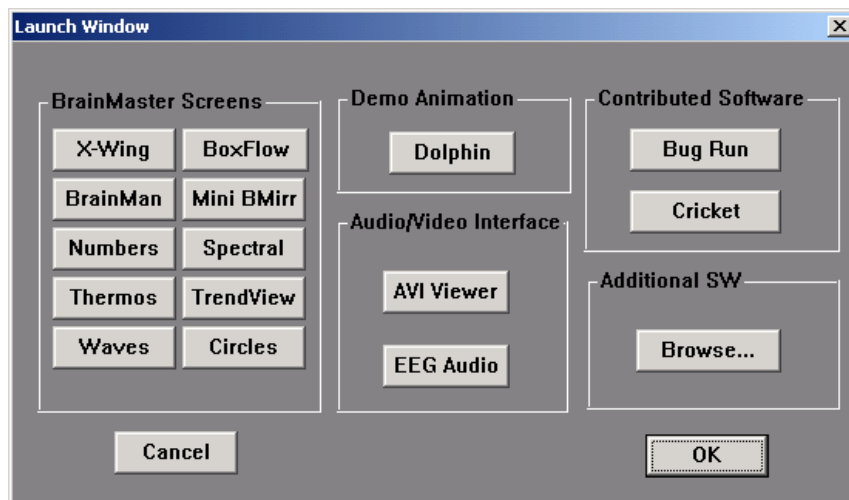 Launch Window
BrainMaster Screens
X-Wing
BoxFlow
BrainMan
Mini BMirr
Numbers
Spectral
Thermos
TrendView
Waves
Circles
Demo Animation
Dolphin
Audio/Video Interface
AVI Viewer
EEG Audio
Contributed Software
Bug Run
Cricket
Additional SW
Browse...
Cancel
OK